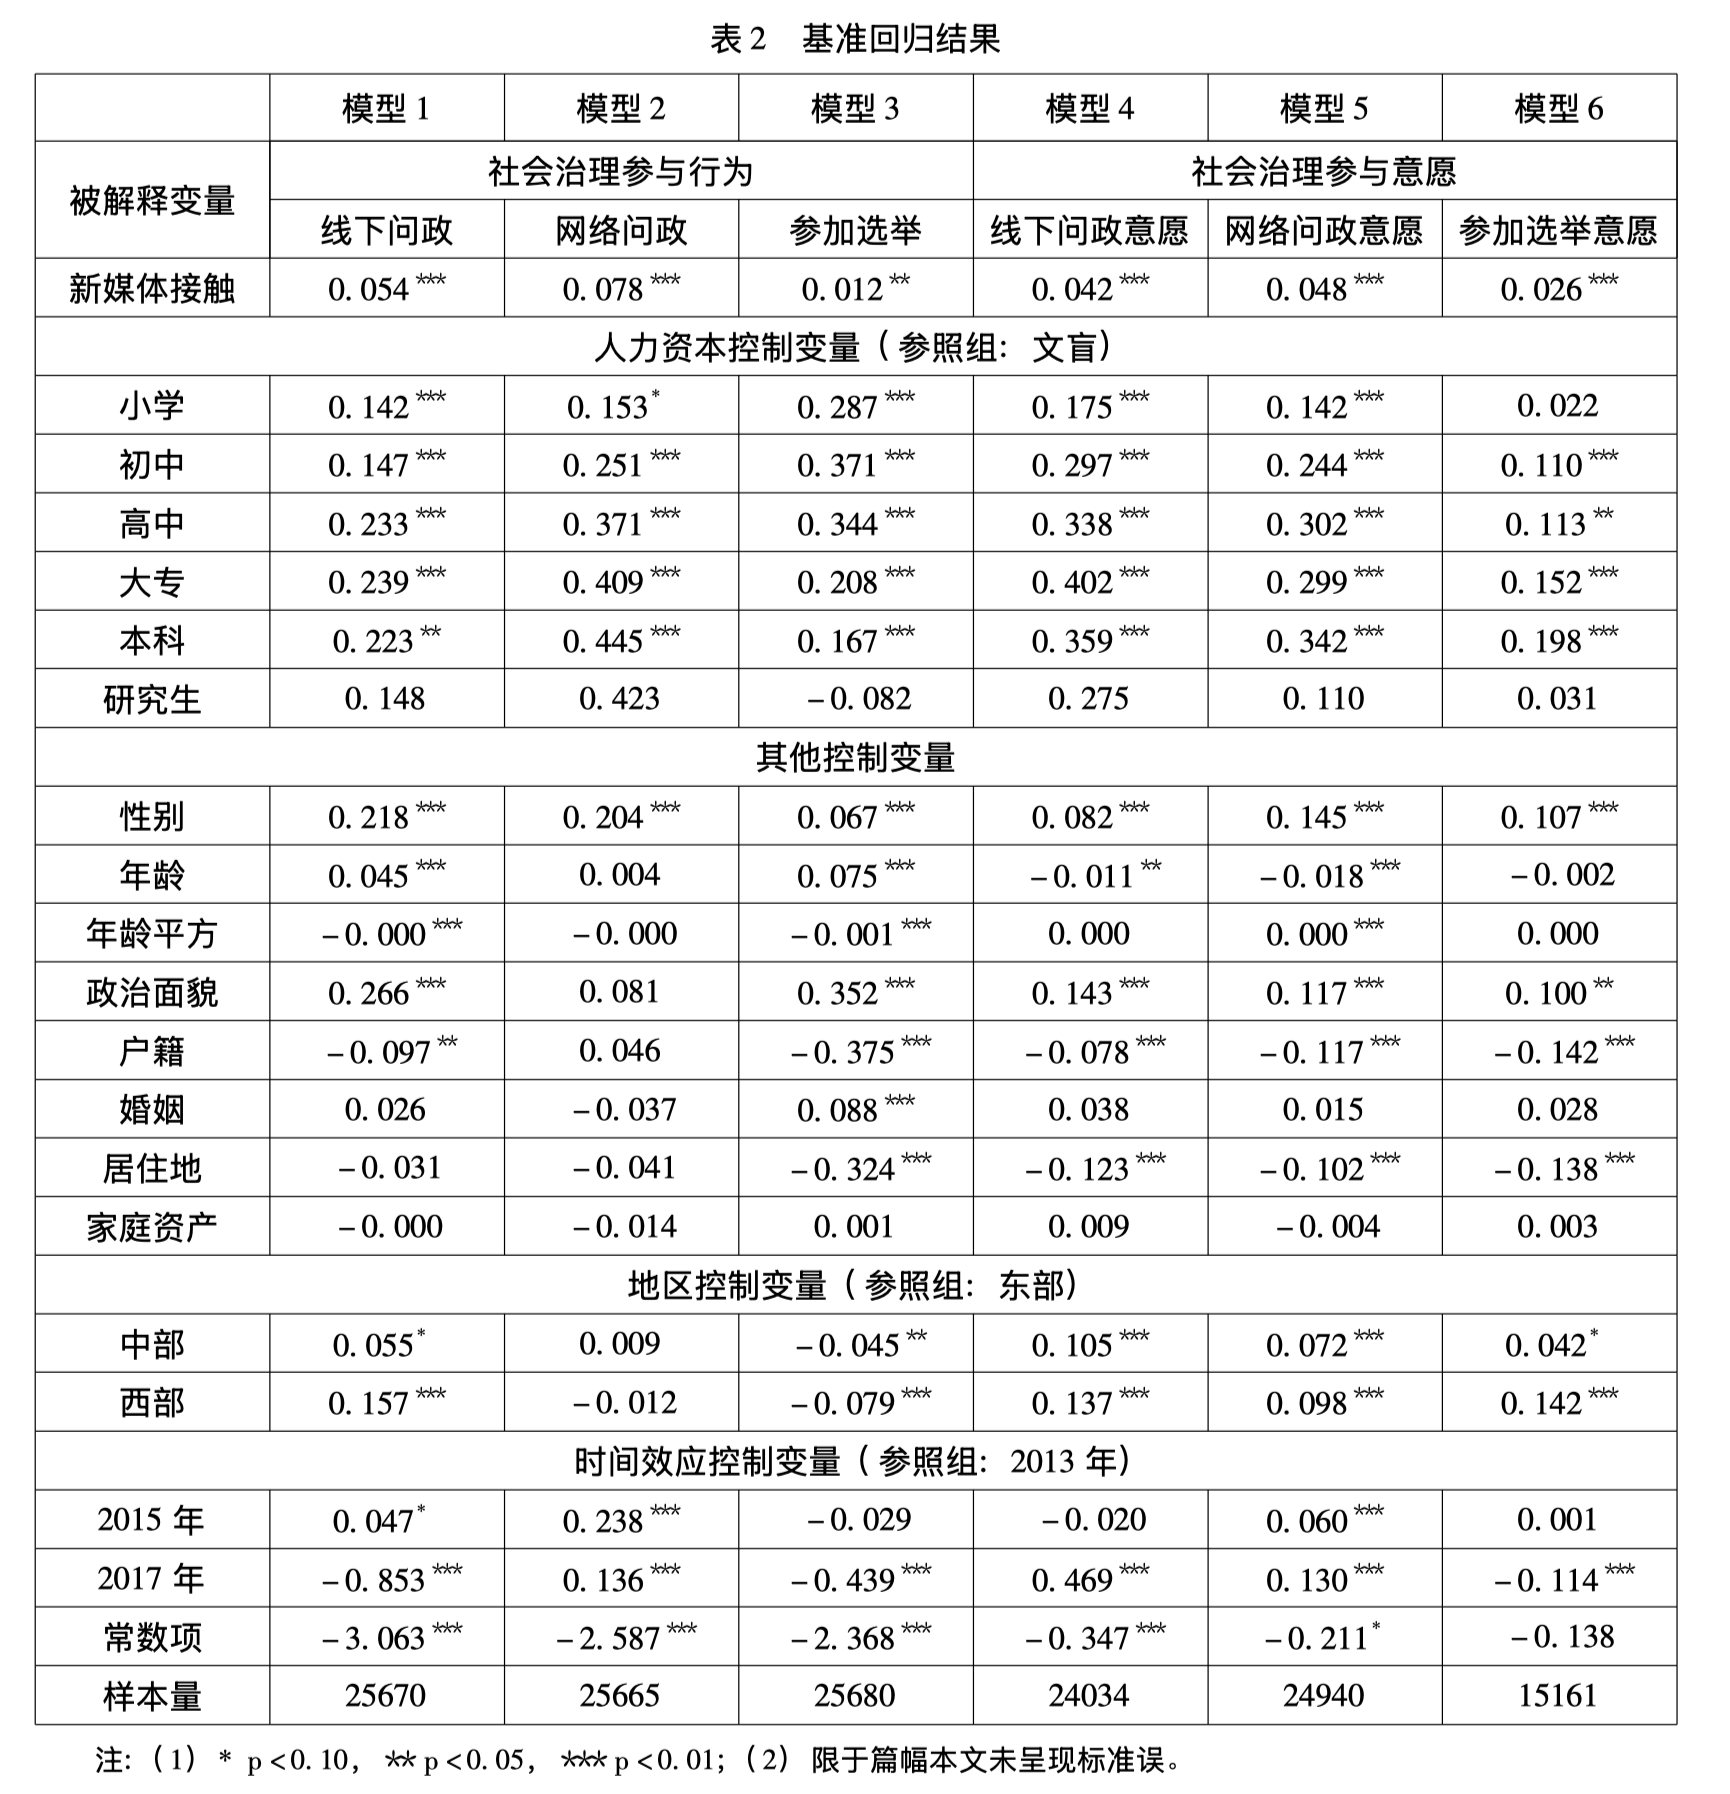 表 2 基准回归结果
模型 1 模型 2 模型 3 模型 4 模型 5 模型 6
被解释变量 社会治理参与行为 社会治理参与意愿
线下问政 网络问政 参加选举 线下问政意愿 网络问政意愿 参加选举意愿
新媒体接触 0. 054 *** 0. 078 *** 0. 012 ** 0. 042 *** 0. 048 *** 0. 026 ***
人力资本控制变量（参照组：文盲）
小学 0. 142 *** 0. 153 * 0. 287 *** 0. 175 *** 0. 142 *** 0. 022
初中 0. 147 *** 0. 251 *** 0. 371 *** 0. 297 *** 0. 244 *** 0. 110 ***
高中 0. 233 *** 0. 371 *** 0. 344 *** 0. 338 *** 0. 302 *** 0. 113 **
大专 0. 239 *** 0. 409 *** 0. 208 *** 0. 402 *** 0. 299 *** 0. 152 ***
本科 0. 223 ** 0. 445 *** 0. 167 *** 0. 359 *** 0. 342 *** 0. 198 ***
研究生 0. 148 0. 423 －0. 082 0. 275 0. 110 0. 031
其他控制变量
性别 0. 218 *** 0. 204 *** 0. 067 *** 0. 082 *** 0. 145 *** 0. 107 ***
年龄 0. 045 *** 0. 004 0. 075 *** －0. 011 ** －0. 018 *** －0. 002
年龄平方 －0. 000 *** －0. 000 －0. 001 *** 0. 000 0. 000 *** 0. 000
政治面貌 0. 266 *** 0. 081 0. 352 *** 0. 143 *** 0. 117 *** 0. 100 **
户籍 －0. 097 ** 0. 046 －0. 375 *** －0. 078 *** －0. 117 *** －0. 142 ***
婚姻 0. 026 －0. 037 0. 088 *** 0. 038 0. 015 0. 028
居住地 －0. 031 －0. 041 －0. 324 *** －0. 123 *** －0. 102 *** －0. 138 ***
家庭资产 －0. 000 －0. 014 0. 001 0. 009 －0. 004 0. 003
地区控制变量（参照组：东部）
中部 0. 055 * 0. 009 －0. 045 ** 0. 105 *** 0. 072 *** 0. 042 *
西部 0. 157 *** －0. 012 －0. 079 *** 0. 137 *** 0. 098 *** 0. 142 ***
时间效应控制变量（参照组：2013 年）
2015 年 0. 047 * 0. 238 *** －0. 029 －0. 020 0. 060 *** 0. 001
2017 年 －0. 853 *** 0. 136 *** －0. 439 *** 0. 469 *** 0. 130 *** －0. 114 ***
常数项 －3. 063 *** －2. 587 *** －2. 368 *** －0. 347 *** －0. 211 * －0. 138
样本量 25670 25665 25680 24034 24940 15161
注：（1）* p＜0. 10，** p＜0. 05，*** p＜0. 01；（2）限于篇幅本文未呈现标准误。